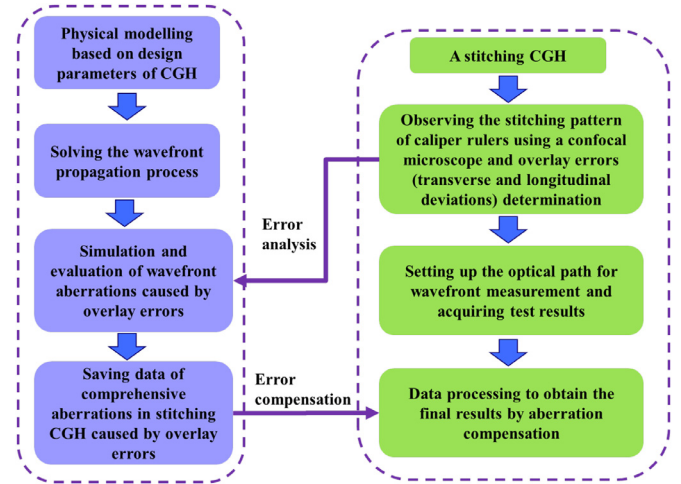 Physical modelling
based on design
parameters of CGH
Solving the wavefront
propagation process
Simulation and
evaluation of wavefront
aberrations caused by
overlay errors
Saving data of
comprehensive
aberrations in stitching
CGH caused by overlay
errors
Error
analysis
Error
compensation
A stitching CGH
Observing the stitching pattern
of caliper rulers using a confocal
microscope and overlay errors
(transverse and longitudinal
deviations) determination
Setting up the optical path for
wavefront measurement and
acquiring test results
Data processing to obtain the
final results by aberration
compensation